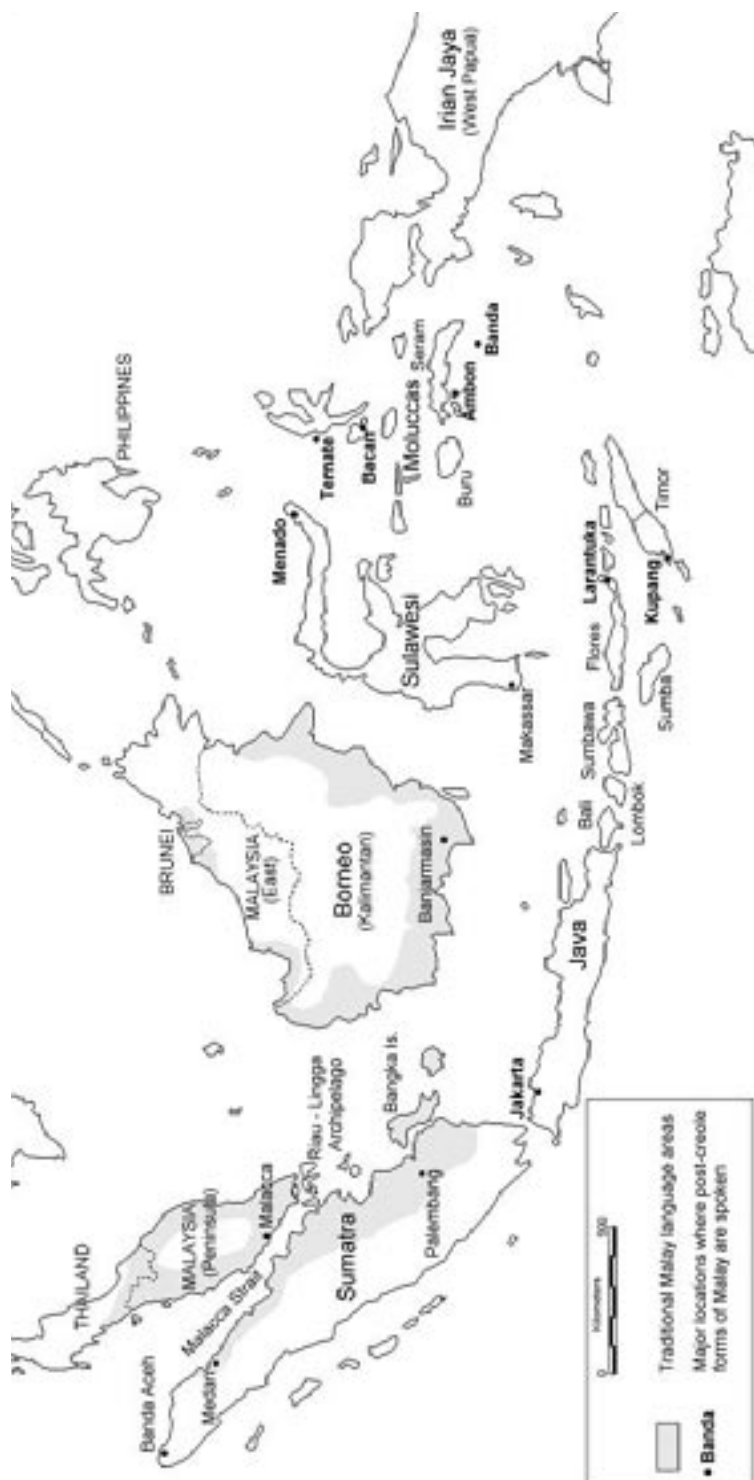 PHILIPPINES
THAILAND
BRUNEI
MALAYSIA
(East)
MALAYSIA
(Peninsula)
Banda Aceh
Medan
Malacca Strait
Malacca
Riau - Lingga
Archipelago
Bangka Is.
Sumatra
Palembang
Borneo
(Kalimantan)
Banjarmasin
Menado
Sulawesi
Makassar
Ternate
Bacan
Moluccas
Seram
Buru
Ambon
Banda
Irian Jaya
(West Papua)
Jakarta
Java
Bali
Lombok
Sumbawa
Flores
Sumba
Larantuka
Kupang
Timor
Kilometers
0
500
Traditional Malay language areas
Banda
Major locations where post-creole
forms of Malay are spoken